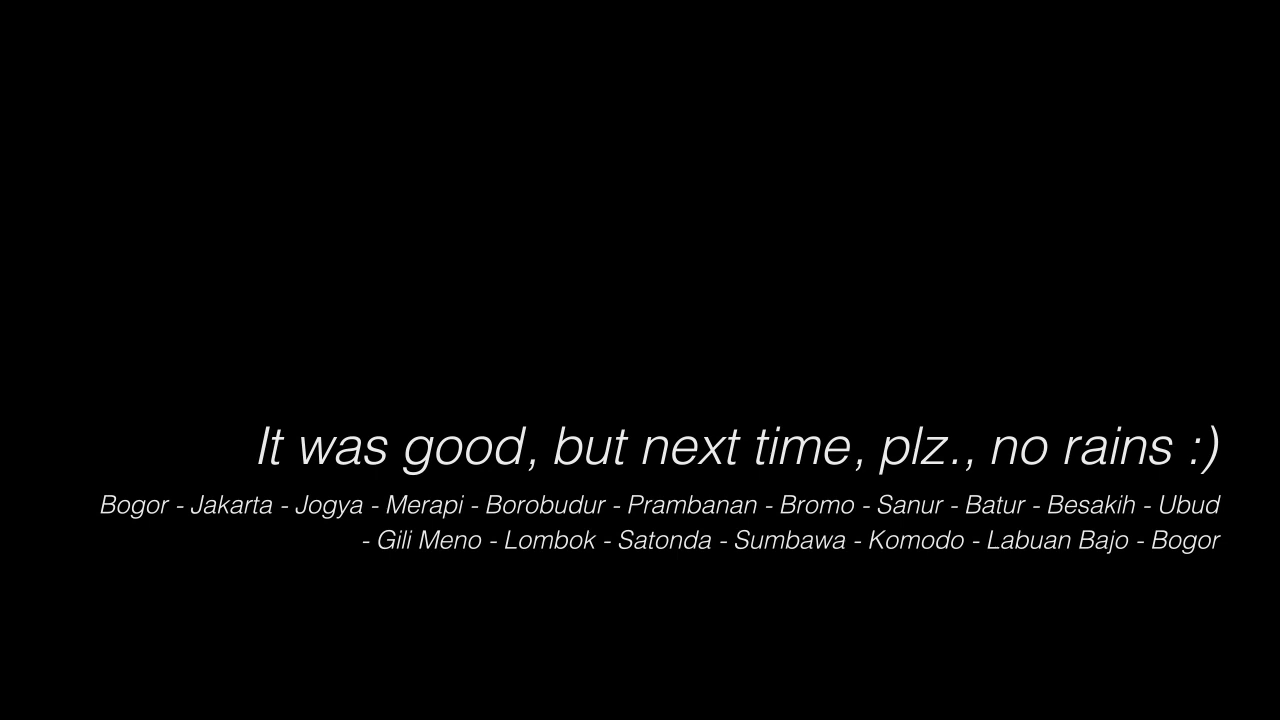 It was good, but next time, plz., no rains :)
Bogor - Jakarta - Jogya - Merapi - Borobudur - Prambanan - Bromo - Sanur - Batur - Besakih - Ubud
- Gili Meno - Lombok - Satonda - Sumbawa - Komodo - Labuan Bajo - Bogor